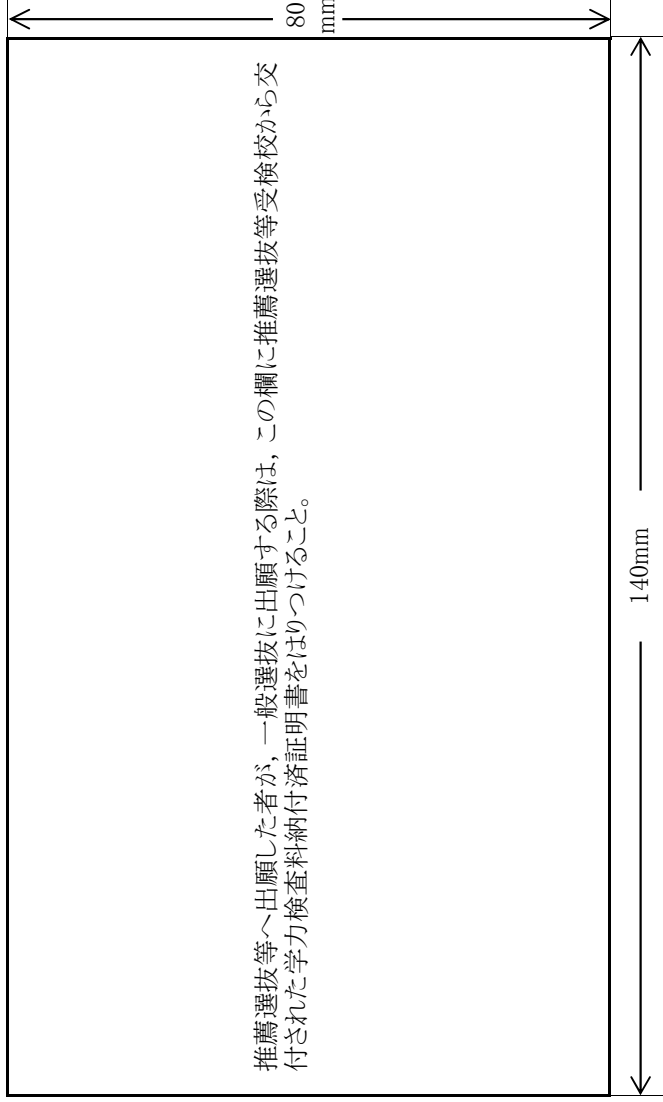 推薦選抜等へ出願した者が，一般選抜に出願する際は，この欄に推薦選抜等受検校から交
付された学力検査料納付済証明書をはりつけること。
80
mm
140mm